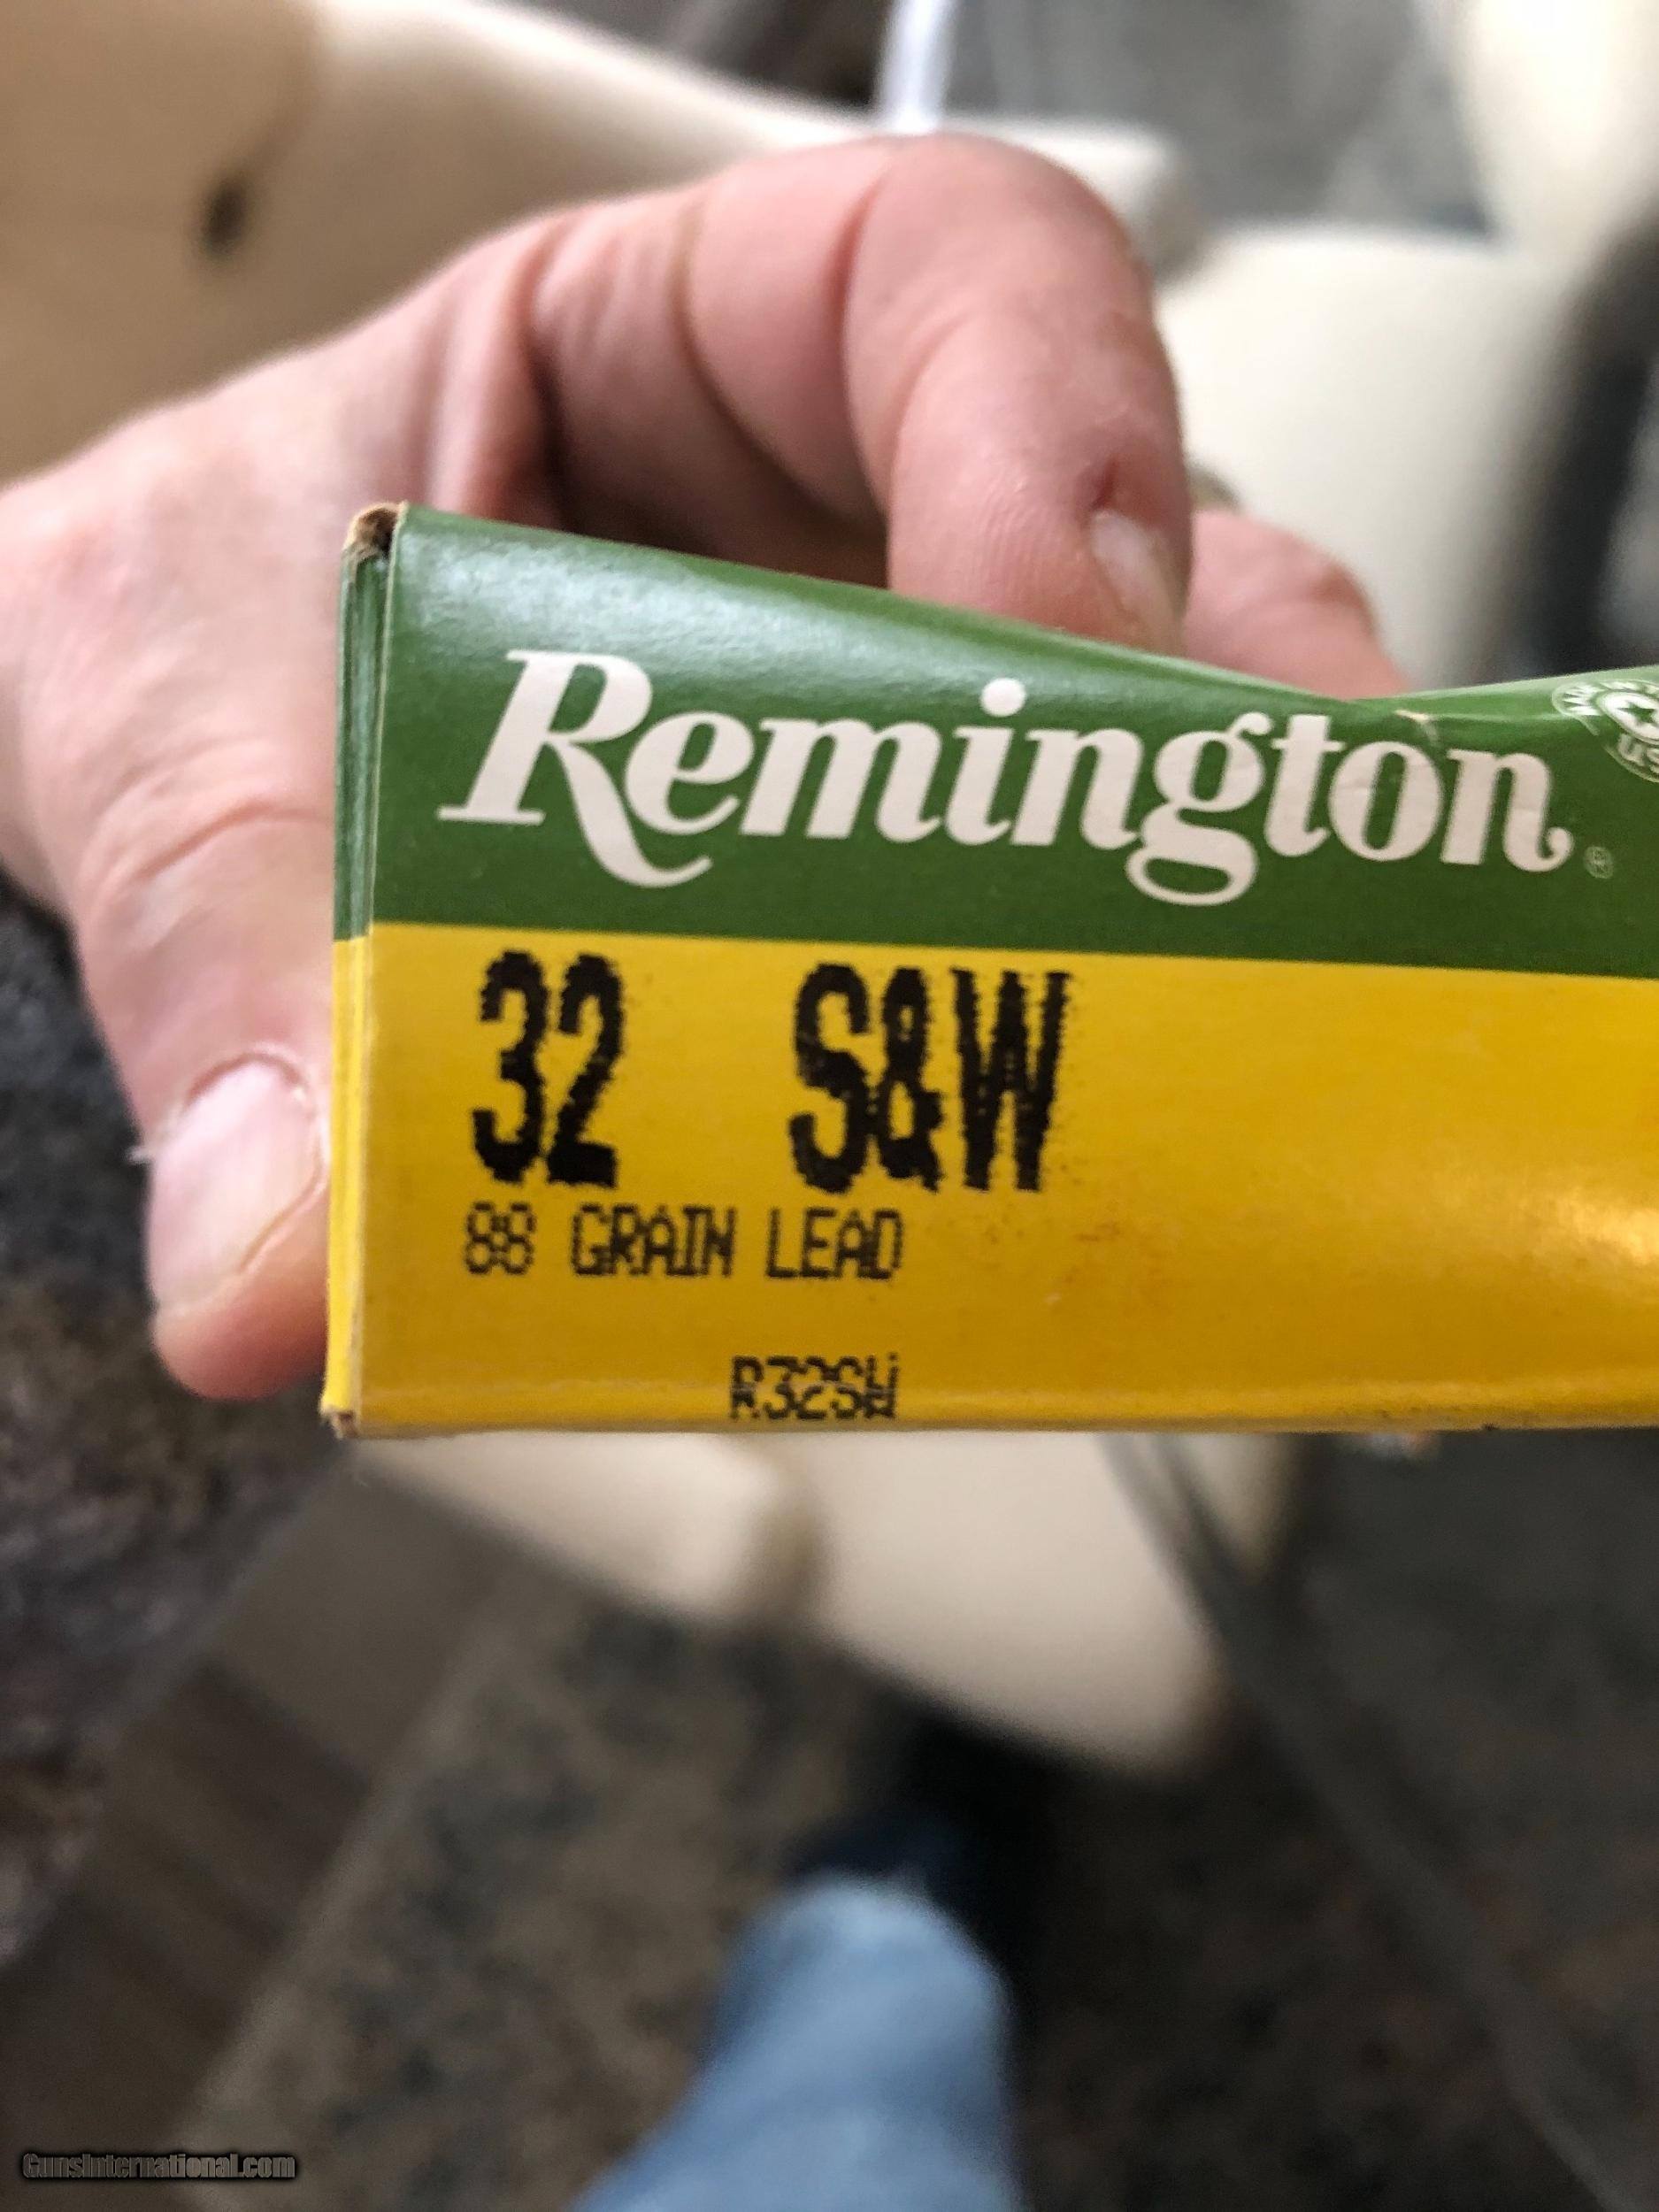 Remington®
32 S&W
88 GRAIN LEAD
R32SW
GunsInternational.com